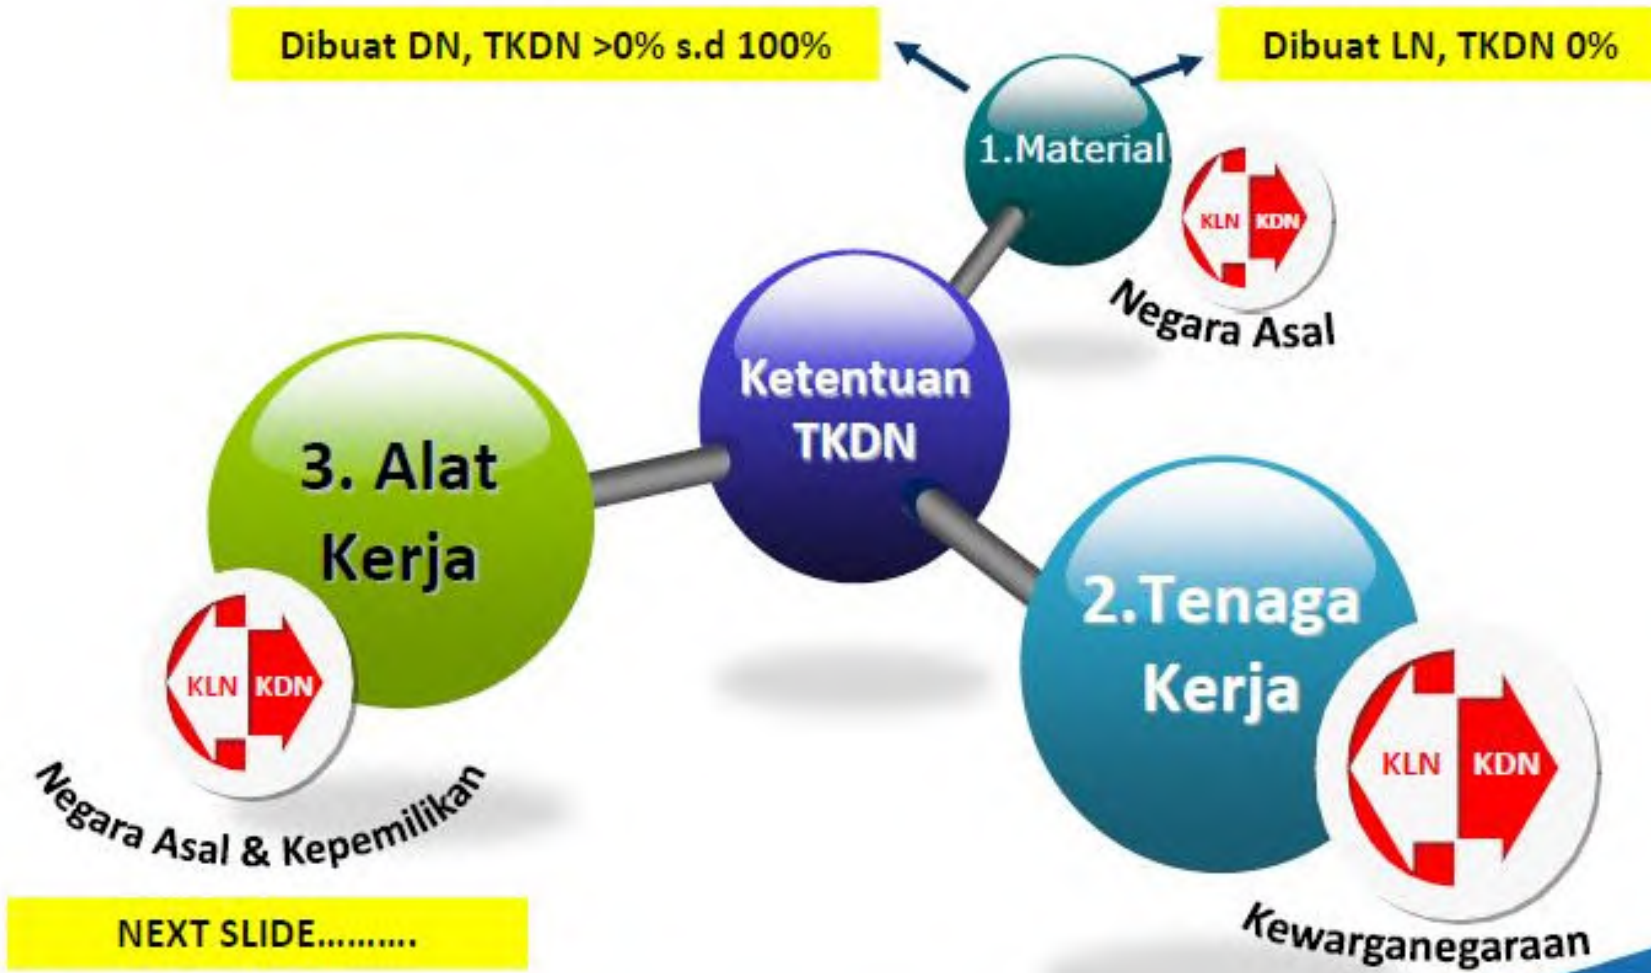 Dibuat DN, TKDN >0% s.d 100%
Dibuat LN, TKDN 0%
1.Material
KLN KDN
Negara Asal
Ketentuan
TKDN
2.Tenaga
Kerja
KLN KDN
Kewarganegaraan
3. Alat
Kerja
KLN KDN
Negara Asal & Kepemilikan
NEXT SLIDE..........